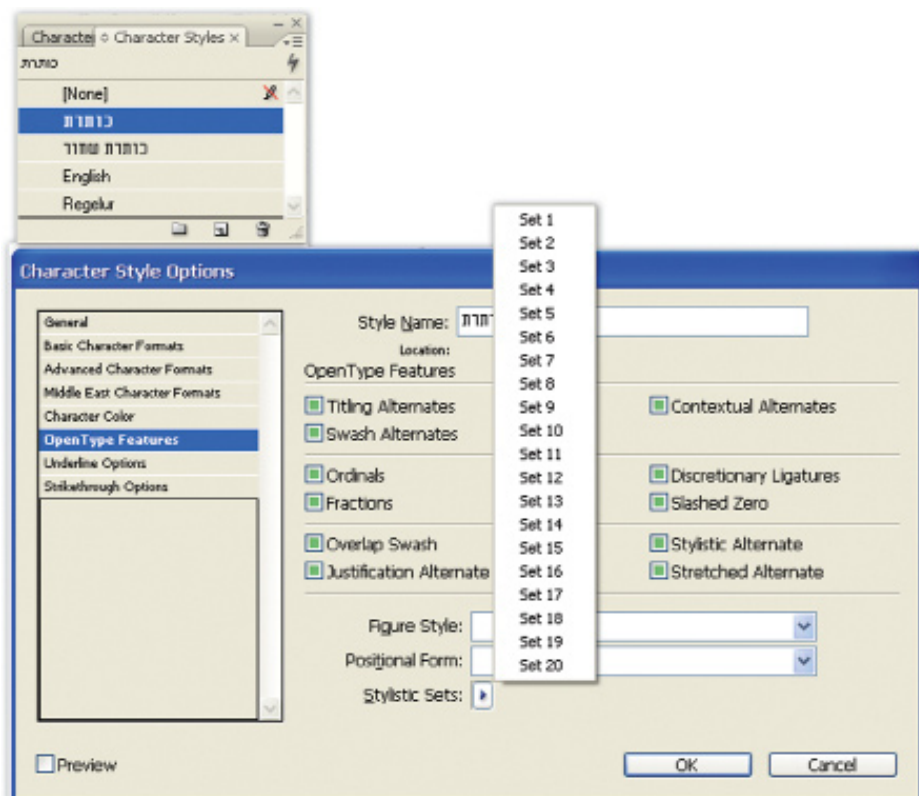 Character Character Styles
כותרת
[None]
כותרת
כותרת שחור
English
Regelur
Character Style Options
General
Basic Character Formats
Advanced Character Formats
Middle East Character Formats
Character Color
OpenType Features
Underline Options
Strikethrough Options
Style Name:
Location:
OpenType Features
Titling Alternates
Contextual Alternates
Swash Alternates
Ordinals
Discretionary Ligatures
Fractions
Slashed Zero
Overlap Swash
Stylistic Alternate
Justification Alternate
Stretched Alternate
Figure Style:
Positional Form:
Stylistic Sets:
Set 1
Set 2
Set 3
Set 4
Set 5
Set 6
Set 7
Set 8
Set 9
Set 10
Set 11
Set 12
Set 13
Set 14
Set 15
Set 16
Set 17
Set 18
Set 19
Set 20
Preview
OK
Cancel